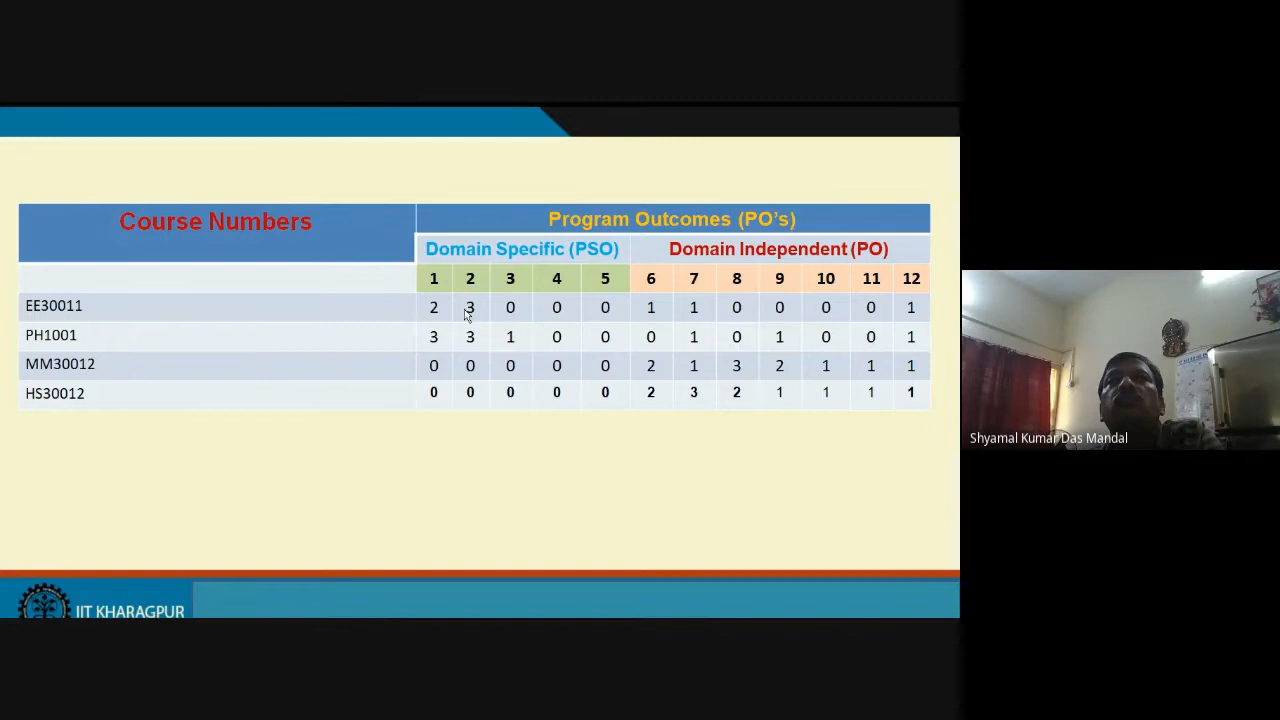 Course Numbers
Program Outcomes (PO's)
Domain Specific (PSO) Domain Independent (PO)
1 2 3 4 5 6 7 8 9 10 11 12
EE30011 2 3 0 0 0 1 1 0 0 0 0 1
PH1001 3 3 1 0 0 0 1 0 1 0 0 1
MM30012 0 0 0 0 0 2 1 3 2 1 1 1
HS30012 0 0 0 0 0 2 3 2 1 1 1 1
IIT KHARAGPUR
Shyamal Kumar Das Mandal